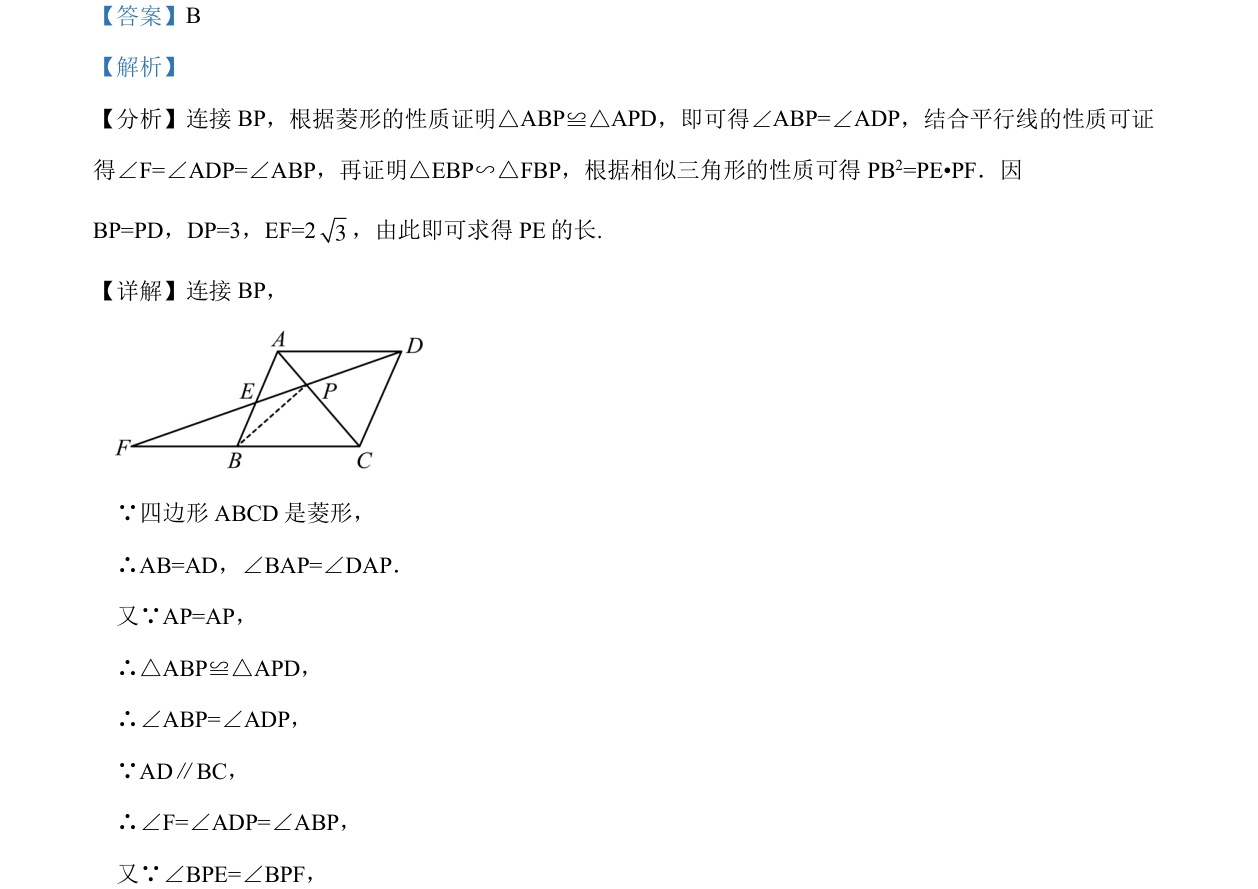 【答案】B
【解析】
【分析】连接 BP，根据菱形的性质证明△ABP≌△APD，即可得∠ABP=∠ADP，结合平行线的性质可证
得∠F=∠ADP=∠ABP，再证明△EBP∽△FBP，根据相似三角形的性质可得 PB²=PE•PF．因
BP=PD，DP=3，EF=2√3，由此即可求得 PE 的长.
【详解】连接 BP，
A
D
E
P
F
B
C
∵四边形 ABCD 是菱形，
∴AB=AD，∠BAP=∠DAP．
又∵AP=AP，
∴△ABP≌△APD，
∴∠ABP=∠ADP，
∵AD∥BC，
∴∠F=∠ADP=∠ABP，
又∵∠BPE=∠BPF，